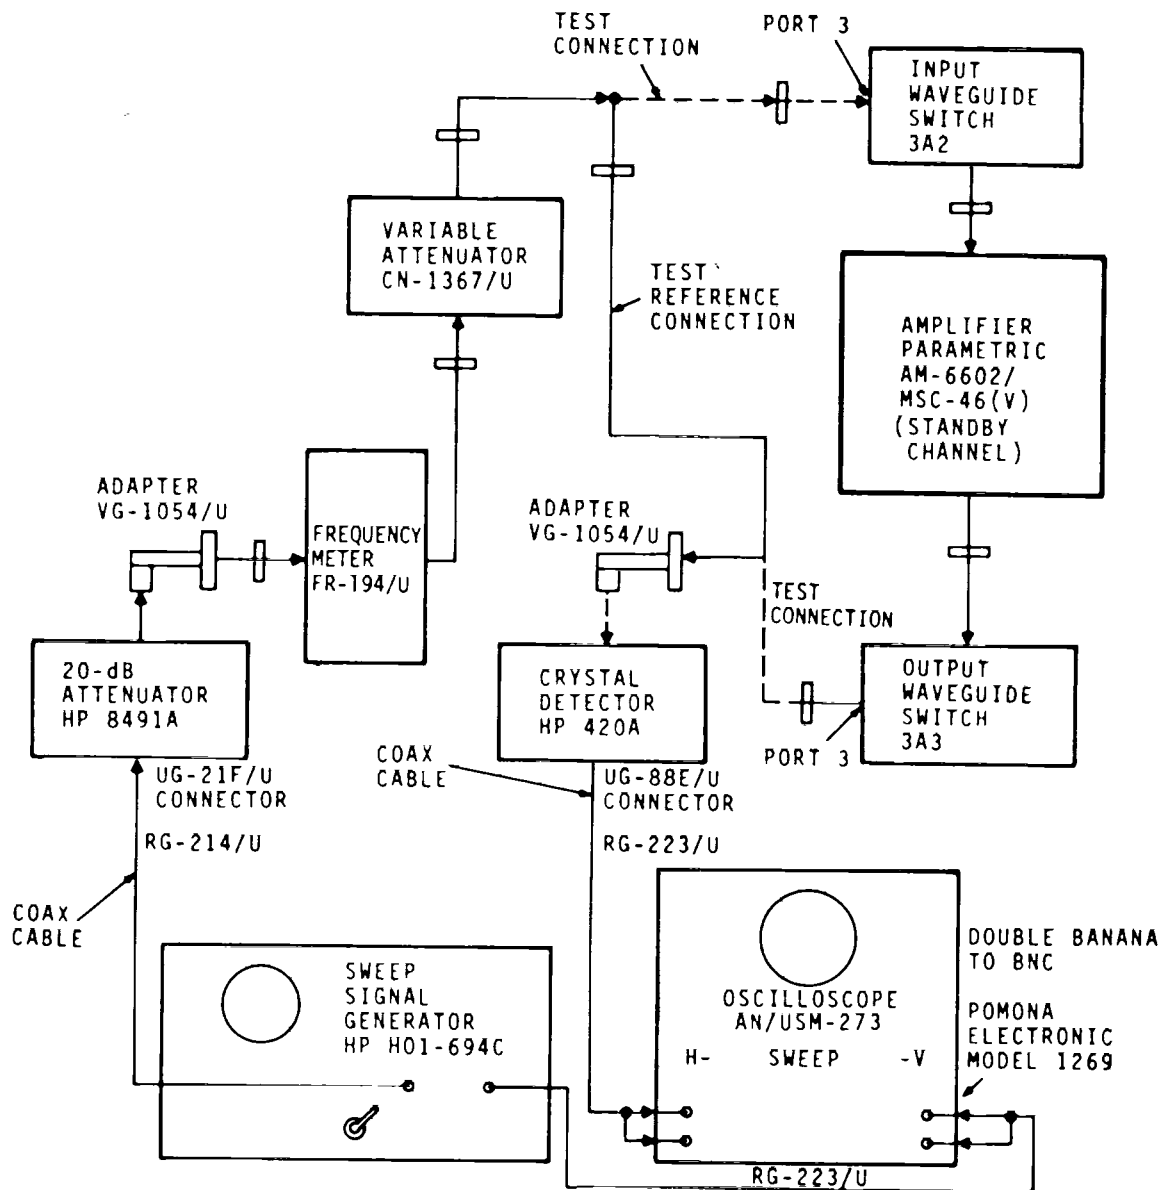 TEST
CONNECTION
PORT 3
INPUT
WAVEGUIDE
SWITCH
3A2
VARIABLE
ATTENUATOR
CN-1367/U
TEST
REFERENCE
CONNECTION
AMPLIFIER
PARAMETRIC
AM-6602/
MSC-46(V)
(STANDBY
CHANNEL)
ADAPTER
VG-1054/U
FREQUENCY
METER
FR-194/U
ADAPTER
VG-1054/U
TEST
CONNECTION
20-dB
ATTENUATOR
HP 8491A
CRYSTAL
DETECTOR
HP 420A
OUTPUT
WAVEGUIDE
SWITCH
3A3
PORT 3
COAX
CABLE
UG-21F/U
CONNECTOR
RG-214/U
UG-88E/U
CONNECTOR
RG-223/U
COAX
CABLE
SWEEP
SIGNAL
GENERATOR
HP H01-694C
OSCILLOSCOPE
AN/USM-273
H- SWEEP -V
DOUBLE BANANA
TO BNC
POMONA
ELECTRONIC
MODEL 1269
RG-223/U